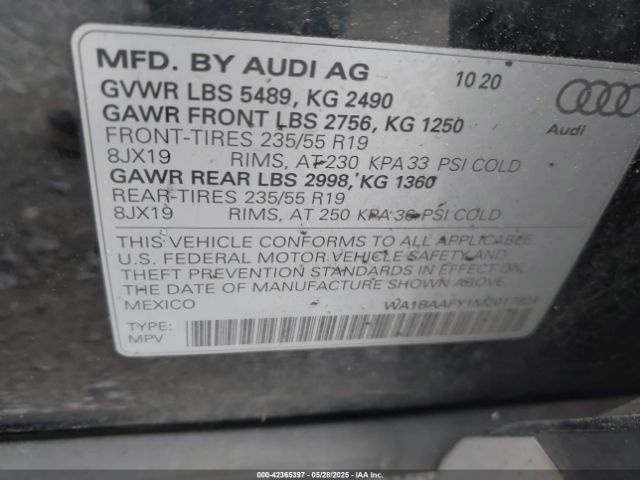 MFD. BY AUDI AG 10 20
GVWR LBS 5489, KG 2490
GAWR FRONT LBS 2756, KG 1250
FRONT-TIRES 235/55 R19
8JX19 RIMS, AT 230 KPA 33 PSI COLD
GAWR REAR LBS 2998, KG 1360
REAR-TIRES 235/55 R19
8JX19 RIMS, AT 250 KPA 36 PSI COLD
Audi
THIS VEHICLE CONFORMS TO ALL APPLICABLE
U.S. FEDERAL MOTOR VEHICLE SAFETY AND
THEFT PREVENTION STANDARDS IN EFFECT ON
THE DATE OF MANUFACTURE SHOWN ABOVE.
MEXICO
TYPE:
MPV
000-42365397 - 05/28/2025 - WWW.IAAI.COM